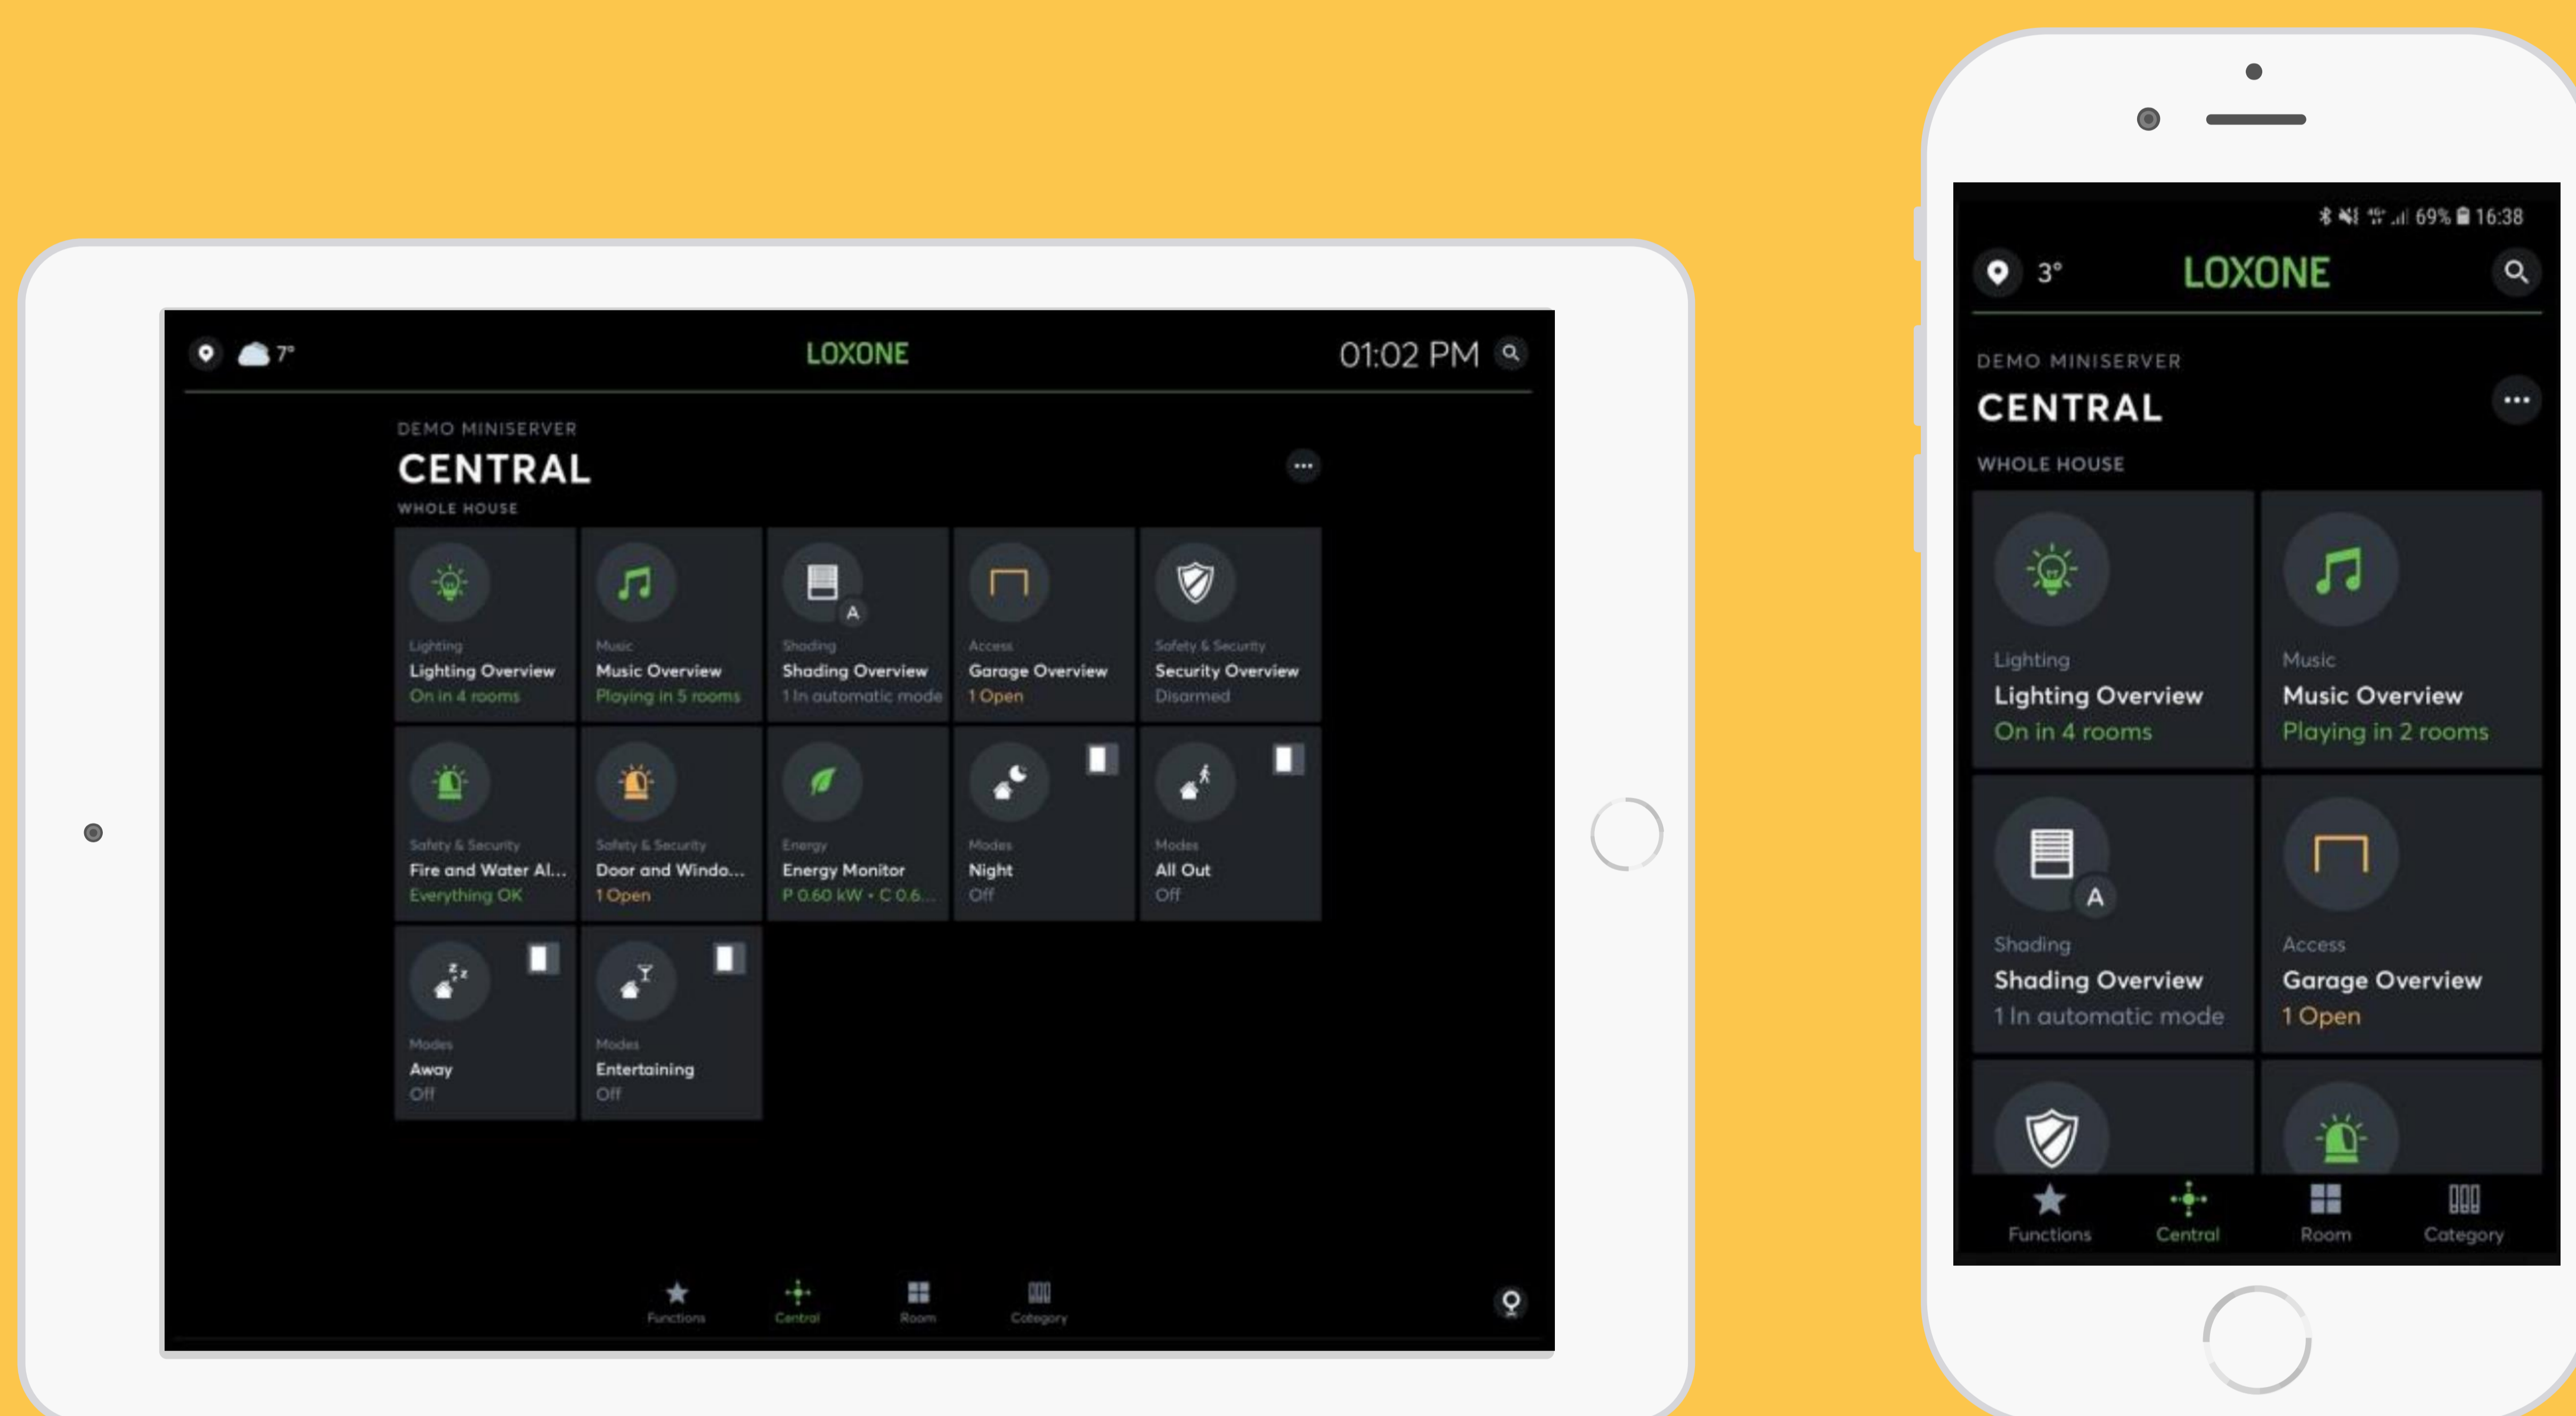 7°
LOXONE
01:02 PM
DEMO MINISERVER
CENTRAL
WHOLE HOUSE
Lighting
Lighting Overview
On in 4 rooms
Music
Music Overview
Playing in 5 rooms
A
Shading
Shading Overview
1 In automatic mode
Access
Garage Overview
1 Open
Safety & Security
Security Overview
Disarmed
Safety & Security
Fire and Water Al...
Everything OK
Safety & Security
Door and Windo...
1 Open
Energy
Energy Monitor
P 0.60 kW • C 0.6...
Modes
Night
Off
Modes
All Out
Off
z z z
Modes
Away
Off
Modes
Entertaining
Off
Functions
Central
Room
Category
4G+ 69% 16:38
3°
LOXONE
DEMO MINISERVER
CENTRAL
WHOLE HOUSE
Lighting
Lighting Overview
On in 4 rooms
Music
Music Overview
Playing in 2 rooms
A
Shading
Shading Overview
1 In automatic mode
Access
Garage Overview
1 Open
Functions
Central
Room
Category